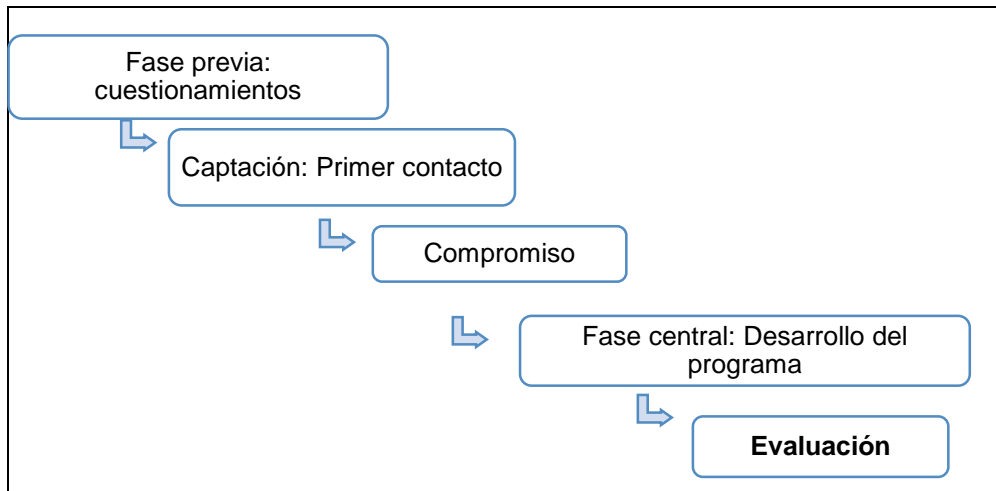 Fase previa:
cuestionamientos
Captación: Primer contacto
Compromiso
Fase central: Desarrollo del
programa
Evaluación